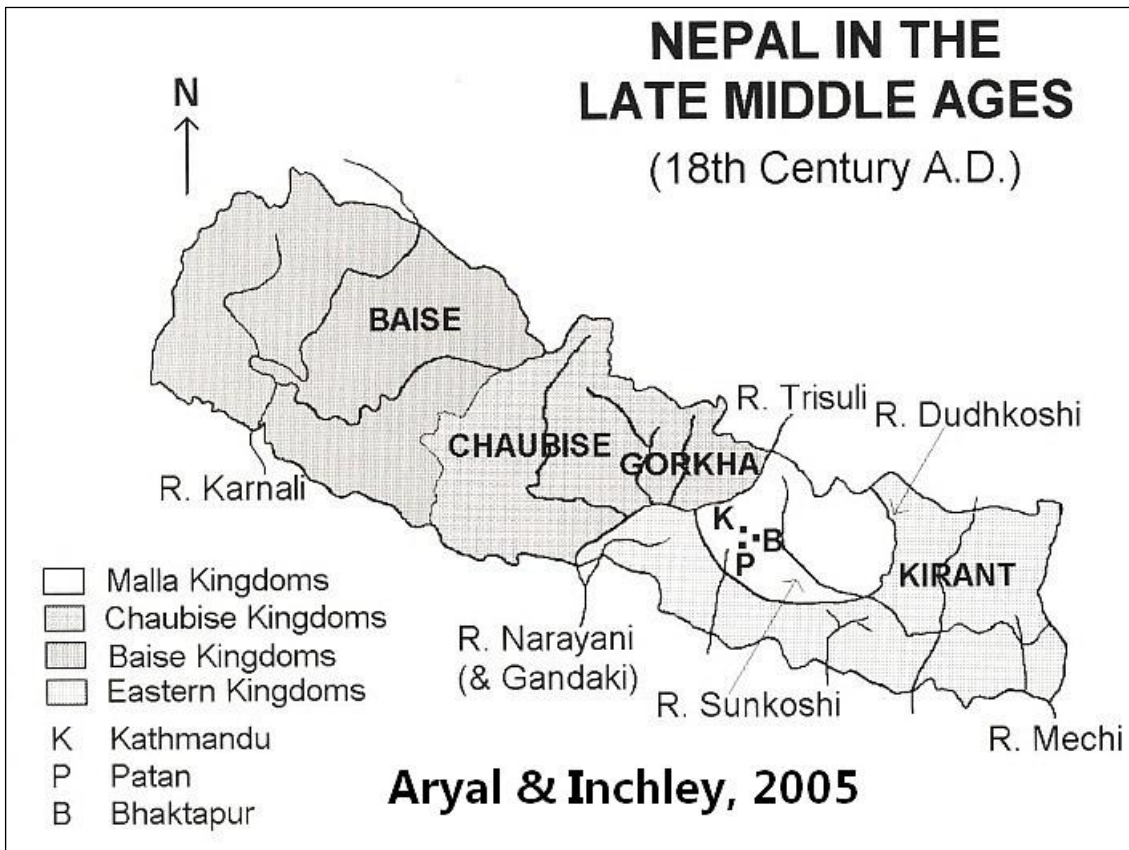 NEPAL IN THE
LATE MIDDLE AGES
(18th Century A.D.)
N
BAISE
CHAUBISE
GORKHA
R. Trisuli
R. Dudhkoshi
R. Karnali
K
B
P
KIRANT
R. Narayani
(& Gandaki)
R. Sunkoshi
R. Mechi
Malla Kingdoms
Chaubise Kingdoms
Baise Kingdoms
Eastern Kingdoms
K Kathmandu
P Patan
B Bhaktapur
Aryal & Inchley, 2005